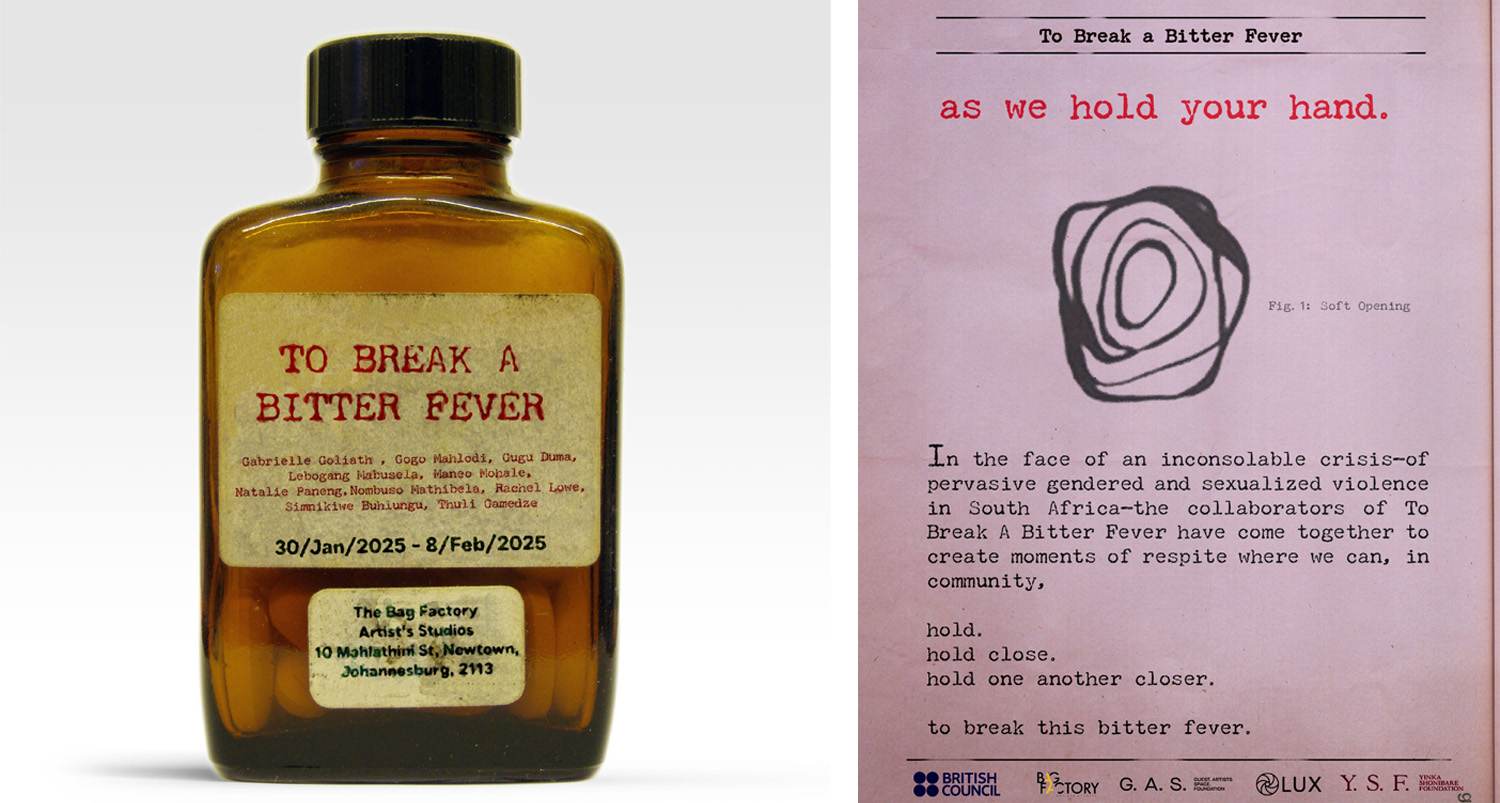 TO BREAK A
BITTER FEVER
Gabrielle Goliath , Gogo Mahlodi, Gugu Duma,
Lebogang Mabusela, Maneo Mohale,
Natalie Paneng, Nombuso Mathibela, Rachel Lowe,
Simnikiwe Buhlungu, Thuli Gamedze
30/Jan/2025 - 8/Feb/2025
The Bag Factory
Artist's Studios
10 Mahlathini St, Newtown,
Johannesburg, 2113
To Break a Bitter Fever
as we hold your hand.
Fig. 1: Soft Opening
In the face of an inconsolable crisis—of
pervasive gendered and sexualized violence
in South Africa—the collaborators of To
Break A Bitter Fever have come together to
create moments of respite where we can, in
community,
hold.
hold close.
hold one another closer.
to break this bitter fever.
BRITISH COUNCIL
BAG FACTORY
G. A. S. GUEST ARTISTS SPACE FOUNDATION
LUX
Y. S. F. YINKA SHONIBARE FOUNDATION